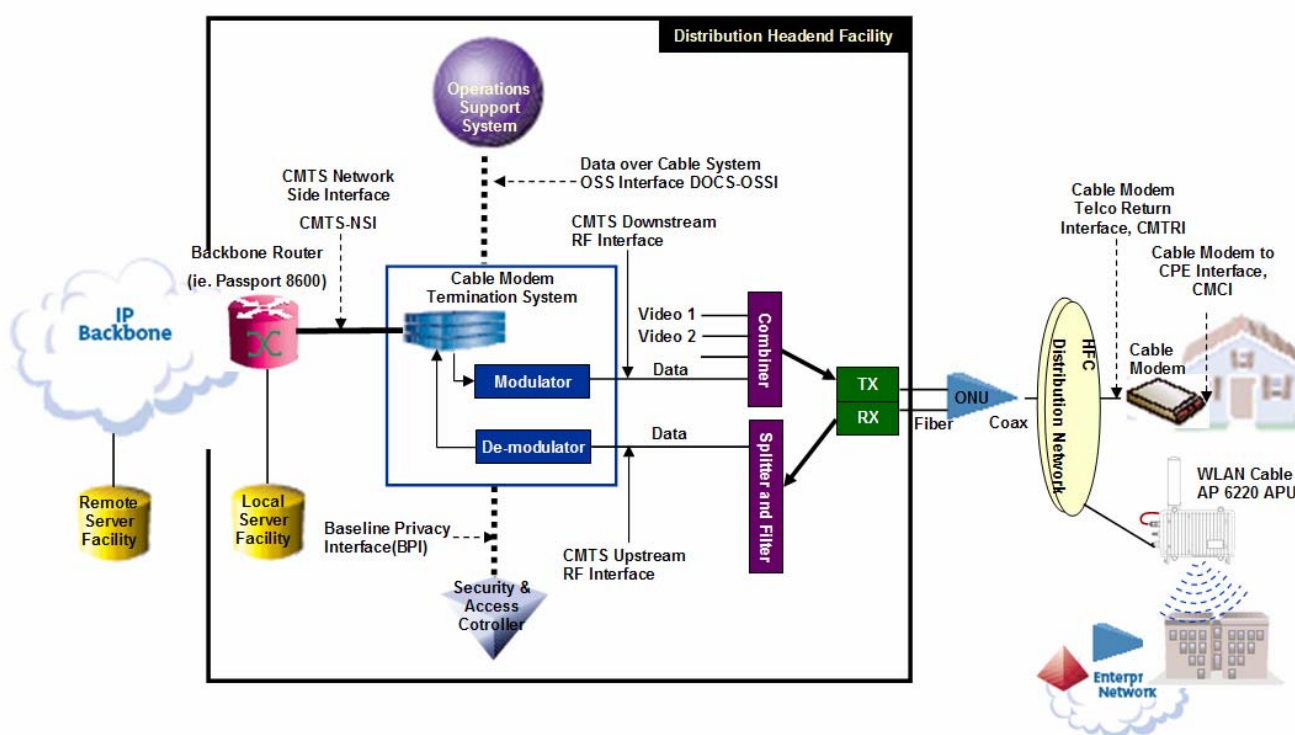 Distribution Headend Facility
Operations
Support
System
Data over Cable System
OSS Interface DOCS-OSSI
CMTS Network
Side Interface
CMTS-NSI
CMTS Downstream
RF Interface
Cable Modem
Telco Return
Interface, CMTRI
Cable Modem to
CPE Interface,
CMCI
Backbone Router
(ie. Passport 8600)
IP
Backbone
Cable Modem
Termination System
Video 1
Video 2
Combiner
Modulator
Data
TX
RX
ONU
Fiber
Coax
HFC
Distribution Network
Cable
Modem
De-modulator
Data
Splitter and Filter
WLAN Cable
AP 6220 APU
Remote
Server
Facility
Local
Server
Facility
Baseline Privacy
Interface(BPI)
CMTS Upstream
RF Interface
Security &
Access
Cotroller
Enterpr
Network